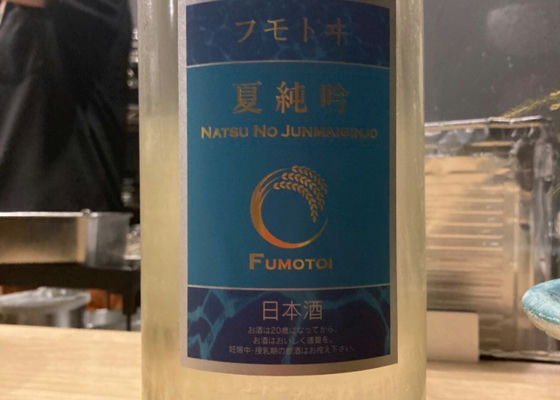 フモトヰ
夏純吟
NATSU NO JUNMAIGINJO
FUMOTOI
日本酒
お酒は20歳になってから。
お酒はおいしく適量を。
妊娠中・授乳期の飲酒はお控え下さい。